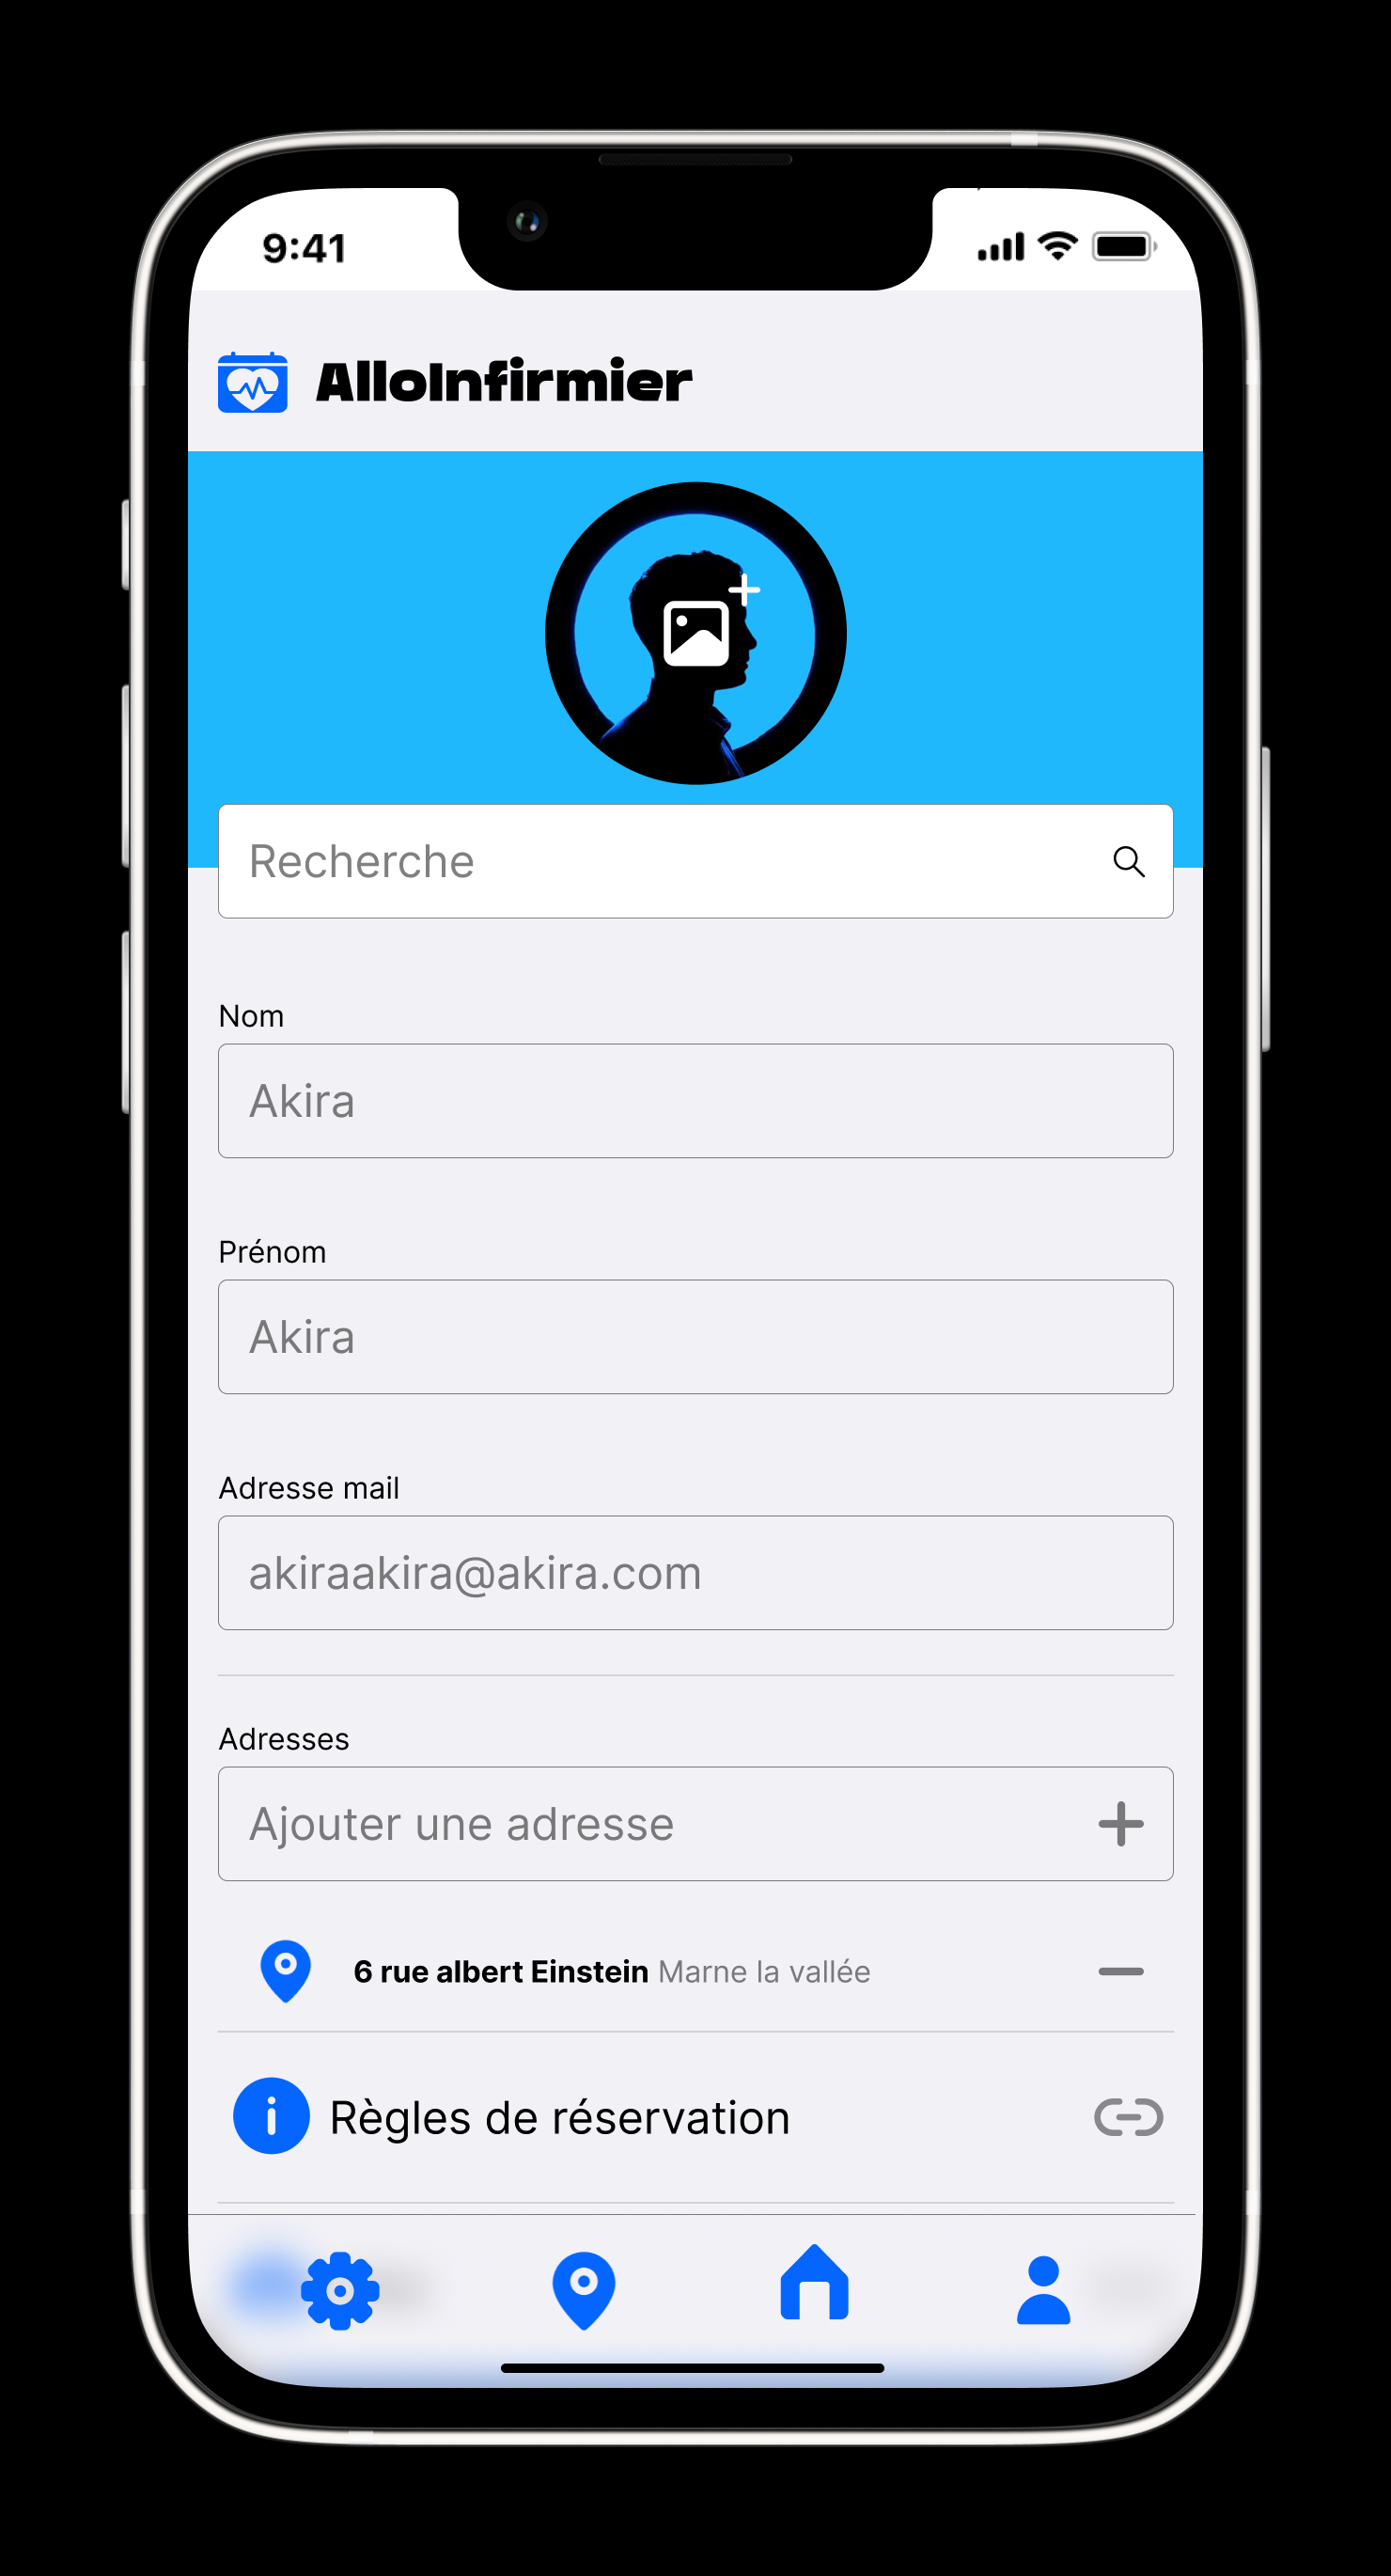 9:41
AlloInfirmier
Recherche
Nom
Akira
Prénom
Akira
Adresse mail
akiraakira@akira.com
Adresses
Ajouter une adresse
6 rue albert Einstein Marne la vallée
Règles de réservation